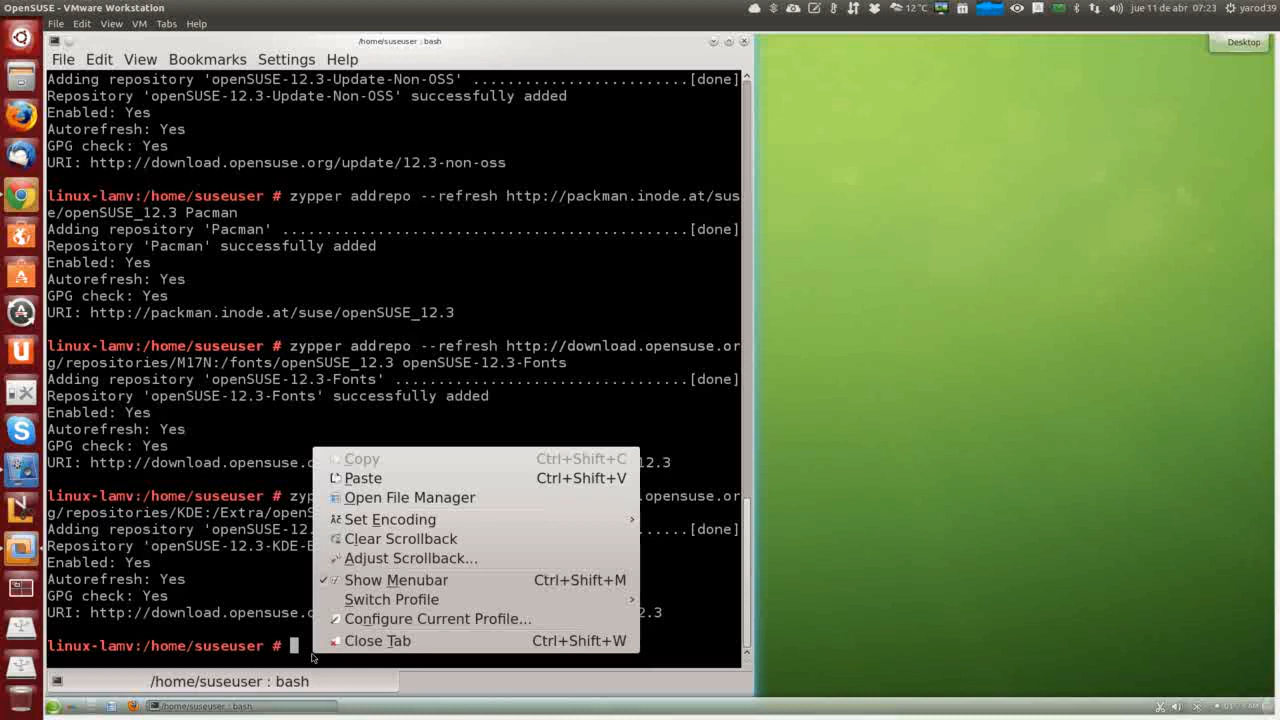 OpenSUSE - VMware Workstation
12°C
jue 11 de abr 07:23
yarod39
File Edit View VM Tabs Help
/home/suseuser : bash
Desktop
File Edit View Bookmarks Settings Help
Adding repository 'openSUSE-12.3-Update-Non-OSS' .........................[done]
Repository 'openSUSE-12.3-Update-Non-OSS' successfully added
Enabled: Yes
Autorefresh: Yes
GPG check: Yes
URI: http://download.opensuse.org/update/12.3-non-oss
linux-lamv:/home/suseuser # zypper addrepo --refresh http://packman.inode.at/sus
e/openSUSE_12.3 Pacman
Adding repository 'Pacman' ...............................................[done]
Repository 'Pacman' successfully added
Enabled: Yes
Autorefresh: Yes
GPG check: Yes
URI: http://packman.inode.at/suse/openSUSE_12.3
linux-lamv:/home/suseuser # zypper addrepo --refresh http://download.opensuse.or
g/repositories/M17N:/fonts/openSUSE_12.3 openSUSE-12.3-Fonts
Adding repository 'openSUSE-12.3-Fonts' ..................................[done]
Repository 'openSUSE-12.3-Fonts' successfully added
Enabled: Yes
Autorefresh: Yes
GPG check: Yes
URI: http://download.opensuse.o 2.3
linux-lamv:/home/suseuser # zyp .opensuse.or
g/repositories/KDE:/Extra/openS
Adding repository 'openSUSE-12. [done]
Repository 'openSUSE-12.3-KDE-E
Enabled: Yes
Autorefresh: Yes
GPG check: Yes
URI: http://download.opensuse.o .3
linux-lamv:/home/suseuser #
Copy Ctrl+Shift+C
Paste Ctrl+Shift+V
Open File Manager
Set Encoding
Clear Scrollback
Adjust Scrollback...
Show Menubar Ctrl+Shift+M
Switch Profile
Configure Current Profile...
Close Tab Ctrl+Shift+W
/home/suseuser : bash
/home/suseuser : bash